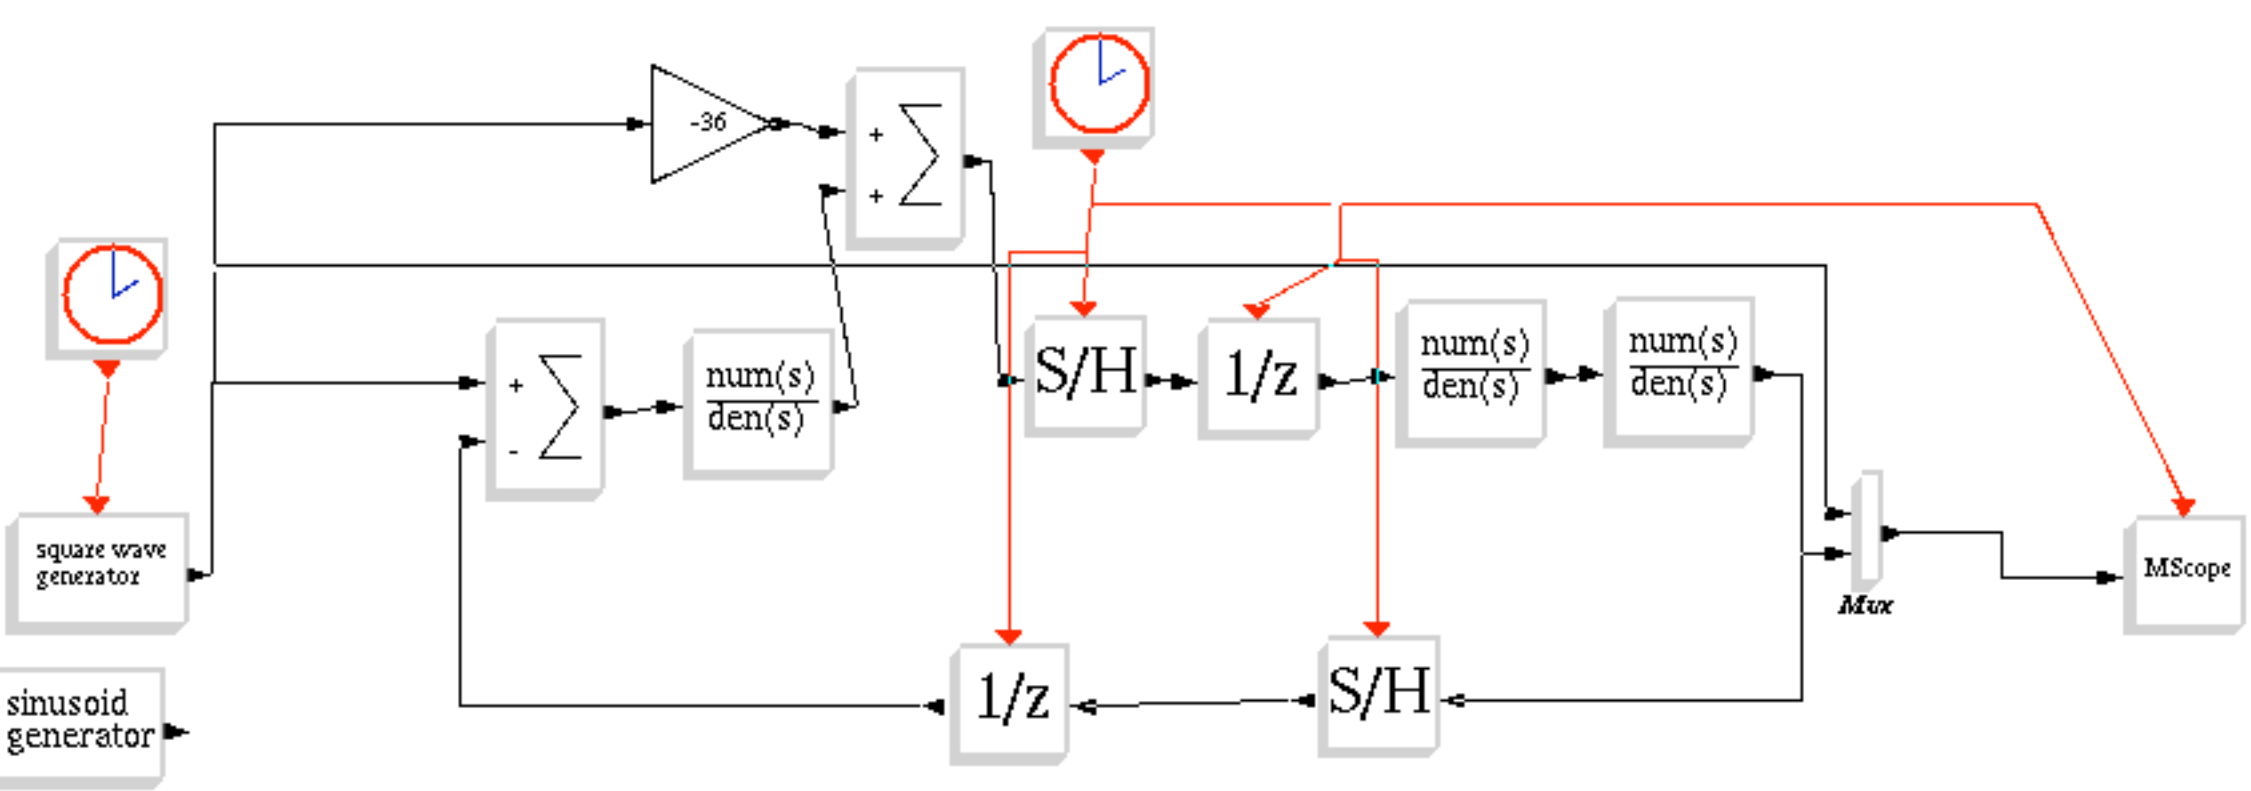 -36
+
+
+
-
num(s)
den(s)
S/H
1/z
num(s)
den(s)
num(s)
den(s)
square wave
generator
Mux
MScope
sinusoid
generator
1/z
S/H